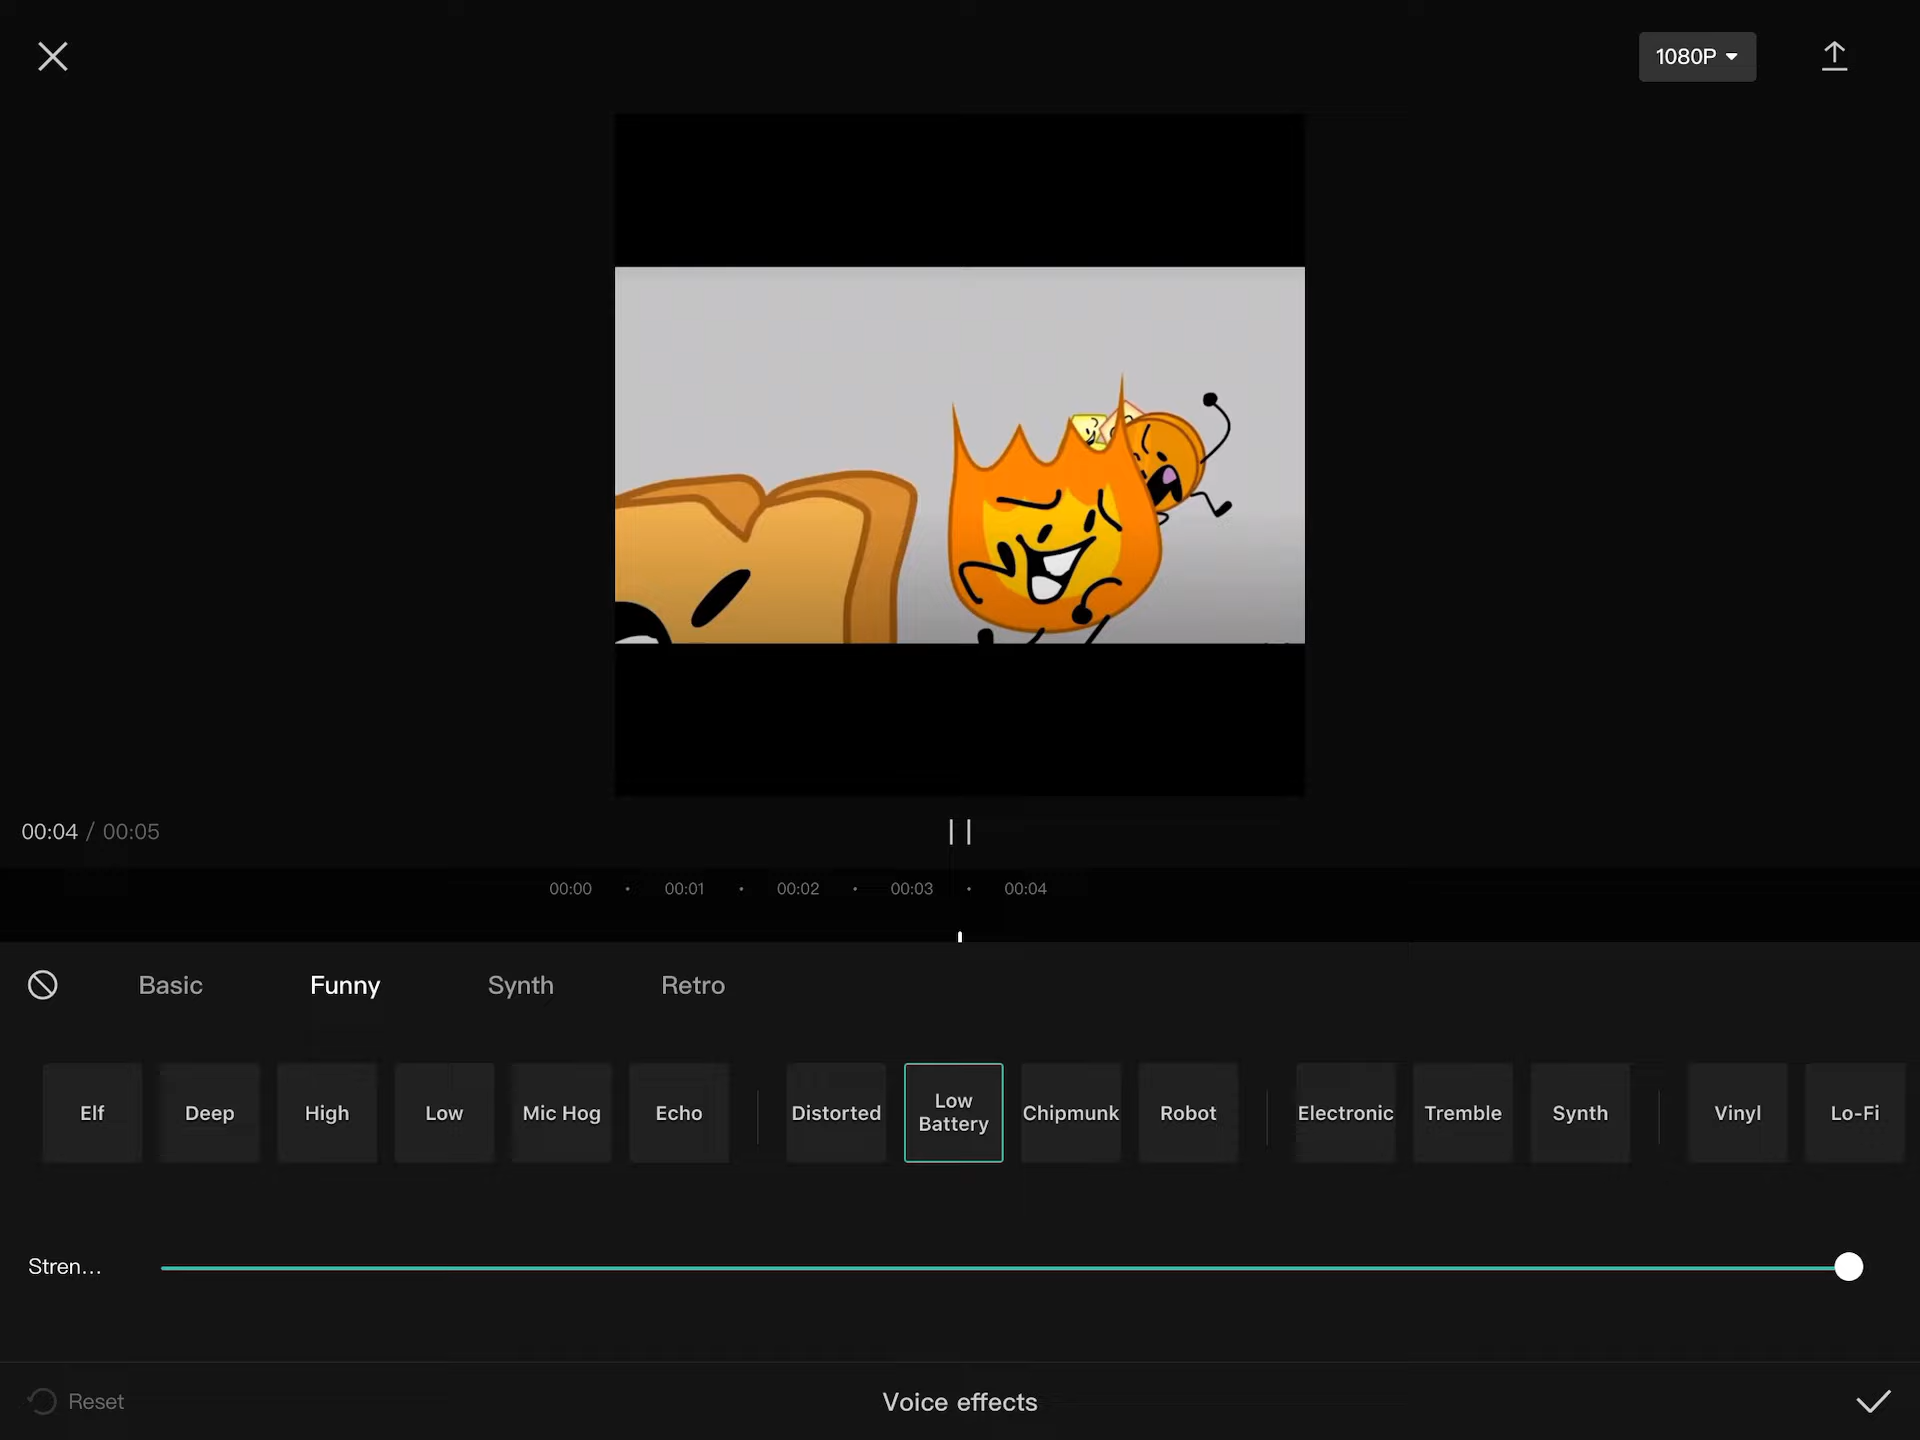 1080P
00:04 / 00:05
00:00 · 00:01 · 00:02 · 00:03 · 00:04
Basic Funny Synth Retro
Elf Deep High Low Mic Hog Echo Distorted Low Battery Chipmunk Robot Electronic Tremble Synth Vinyl Lo-Fi
Stren...
Reset Voice effects